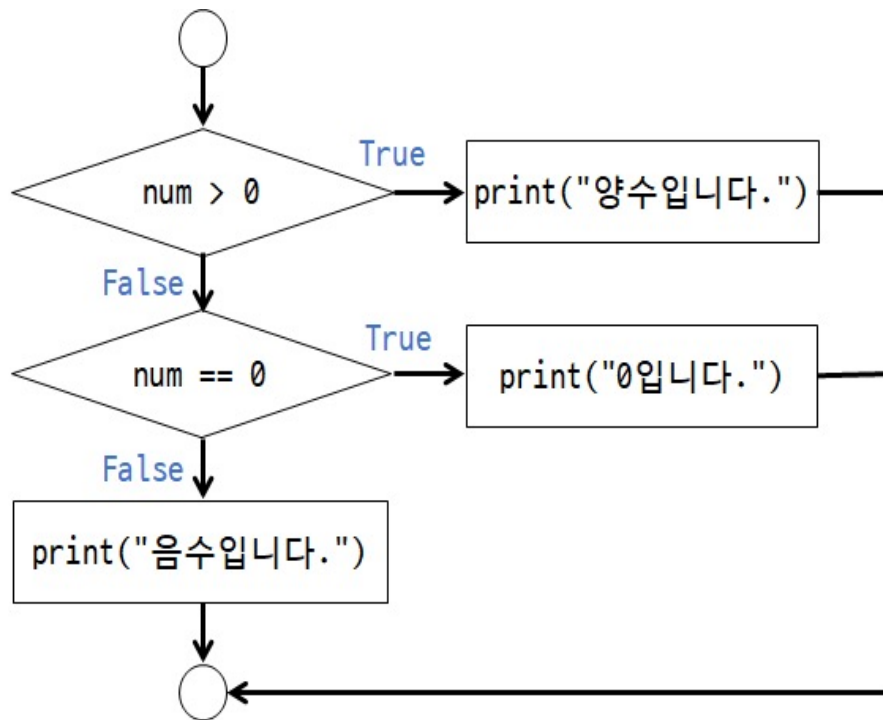 True
num > 0
print("양수입니다.")
False
True
num == 0
print("0입니다.")
False
print("음수입니다.")